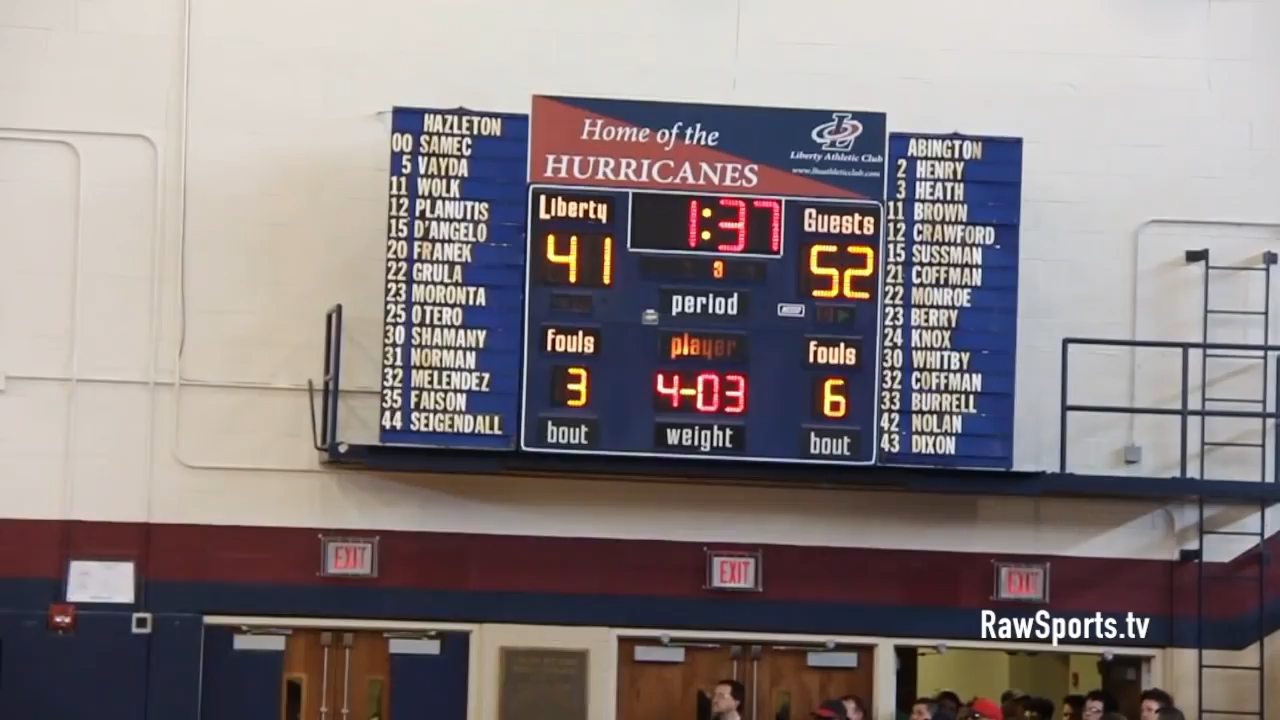 HAZLETON
00 SAMEC
5 VAYDA
11 WOLK
12 PLANUTIS
15 D'ANGELO
20 FRANEK
22 GRULA
23 MORONTA
25 OTERO
30 SHAMANY
31 NORMAN
32 MELENDEZ
35 FAISON
44 SEIGENDALL
Home of the
HURRICANES
Liberty Athletic Club
Liberty
1:37
Guests
41
3
52
period
fouls
player
fouls
3
4-03
6
bout
weight
bout
ABINGTON
2 HENRY
3 HEATH
11 BROWN
12 CRAWFORD
15 SUSSMAN
21 COFFMAN
22 MONROE
23 BERRY
24 KNOX
30 WHITBY
32 COFFMAN
33 BURRELL
42 NOLAN
43 DIXON
EXIT
EXIT
EXIT
RawSports.tv